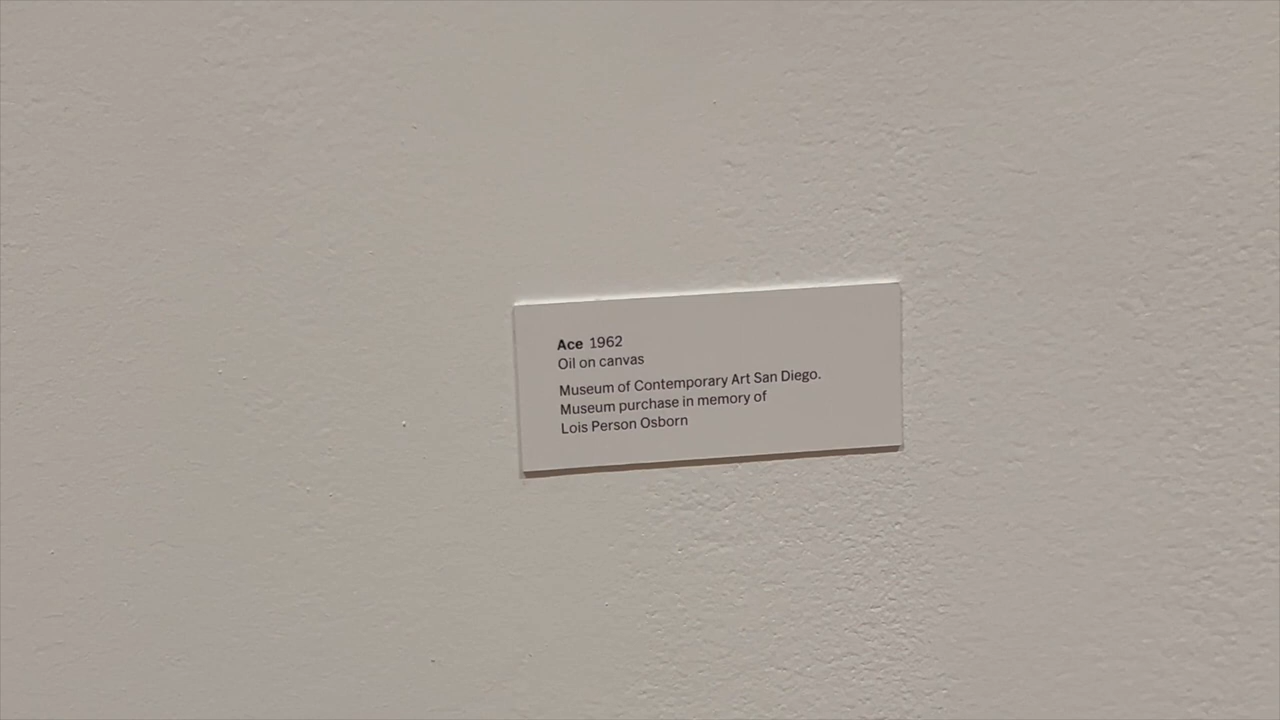 Ace 1962
Oil on canvas
Museum of Contemporary Art San Diego.
Museum purchase in memory of
Lois Person Osborn